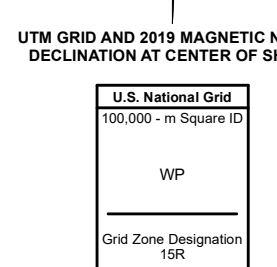 UTM GRID AND 2019 MAGNETIC
DECLINATION AT CENTER OF
U.S. National Grid
100,000 - m Square ID
WP
Grid Zone Designation
15R